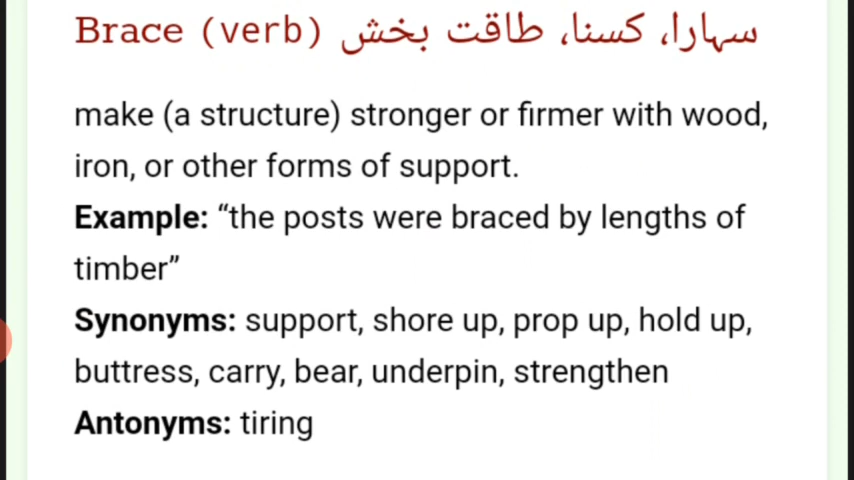 Brace (verb) سہارا، کسنا، طاقت بخش
make (a structure) stronger or firmer with wood,
iron, or other forms of support.
Example: “the posts were braced by lengths of
timber”
Synonyms: support, shore up, prop up, hold up,
buttress, carry, bear, underpin, strengthen
Antonyms: tiring